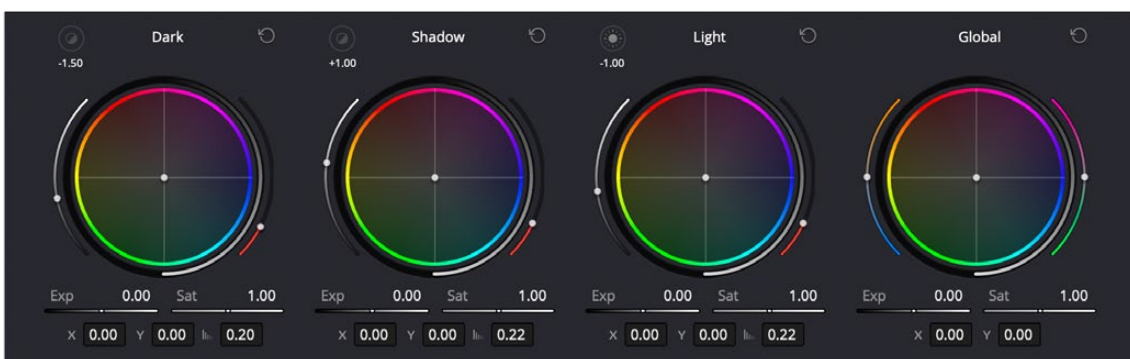 Dark Shadow Light Global
-1.50 +1.00 -1.00
Exp 0.00 Sat 1.00 Exp 0.00 Sat 1.00 Exp 0.00 Sat 1.00 Exp 0.00 Sat 1.00
X 0.00 Y 0.00 0.20 X 0.00 Y 0.00 0.22 X 0.00 Y 0.00 0.22 X 0.00 Y 0.00